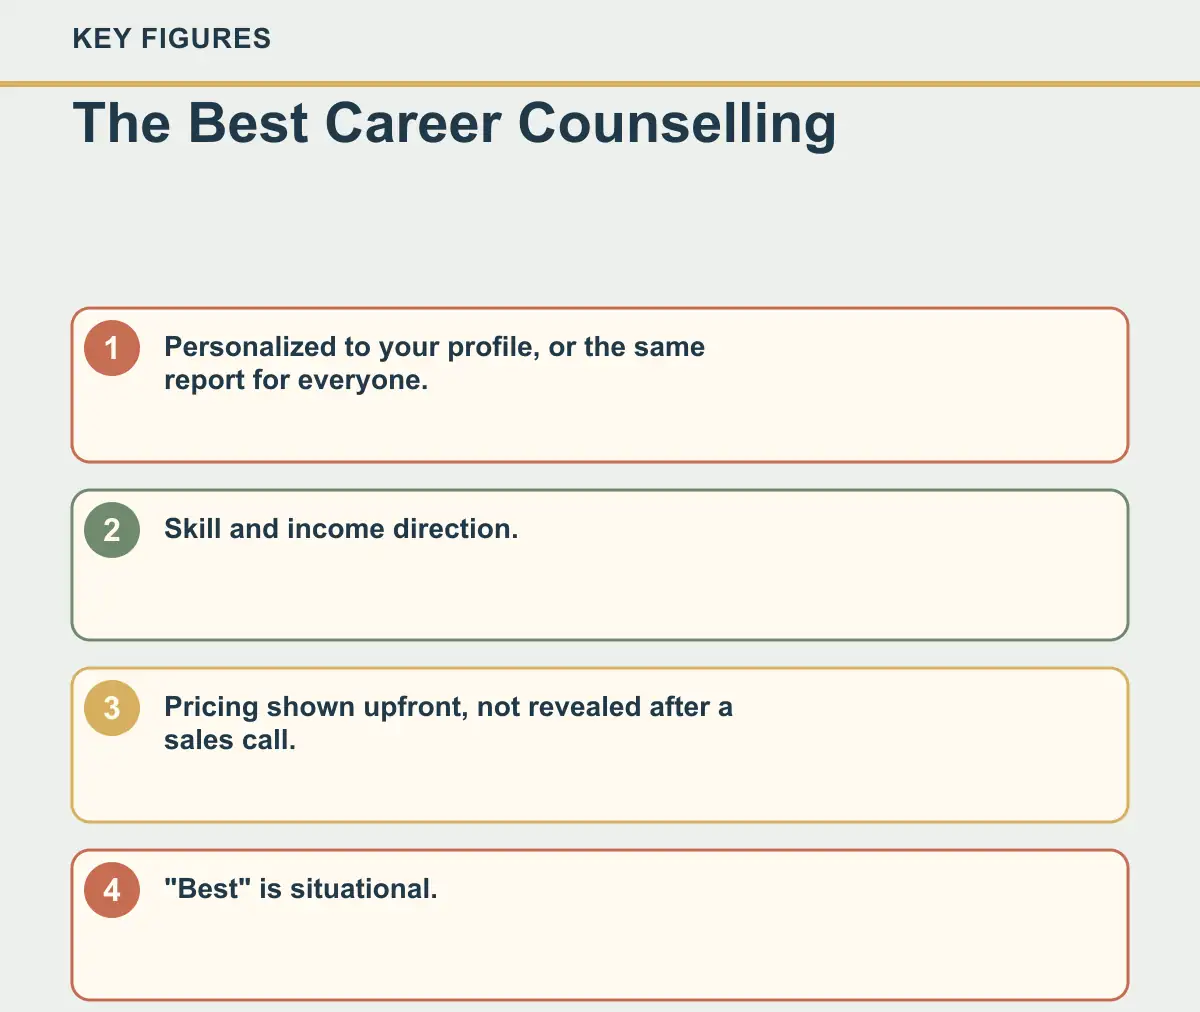 KEY FIGURES
The Best Career Counselling
1
Personalized to your profile, or the same
report for everyone.
2
Skill and income direction.
3
Pricing shown upfront, not revealed after a
sales call.
4
"Best" is situational.